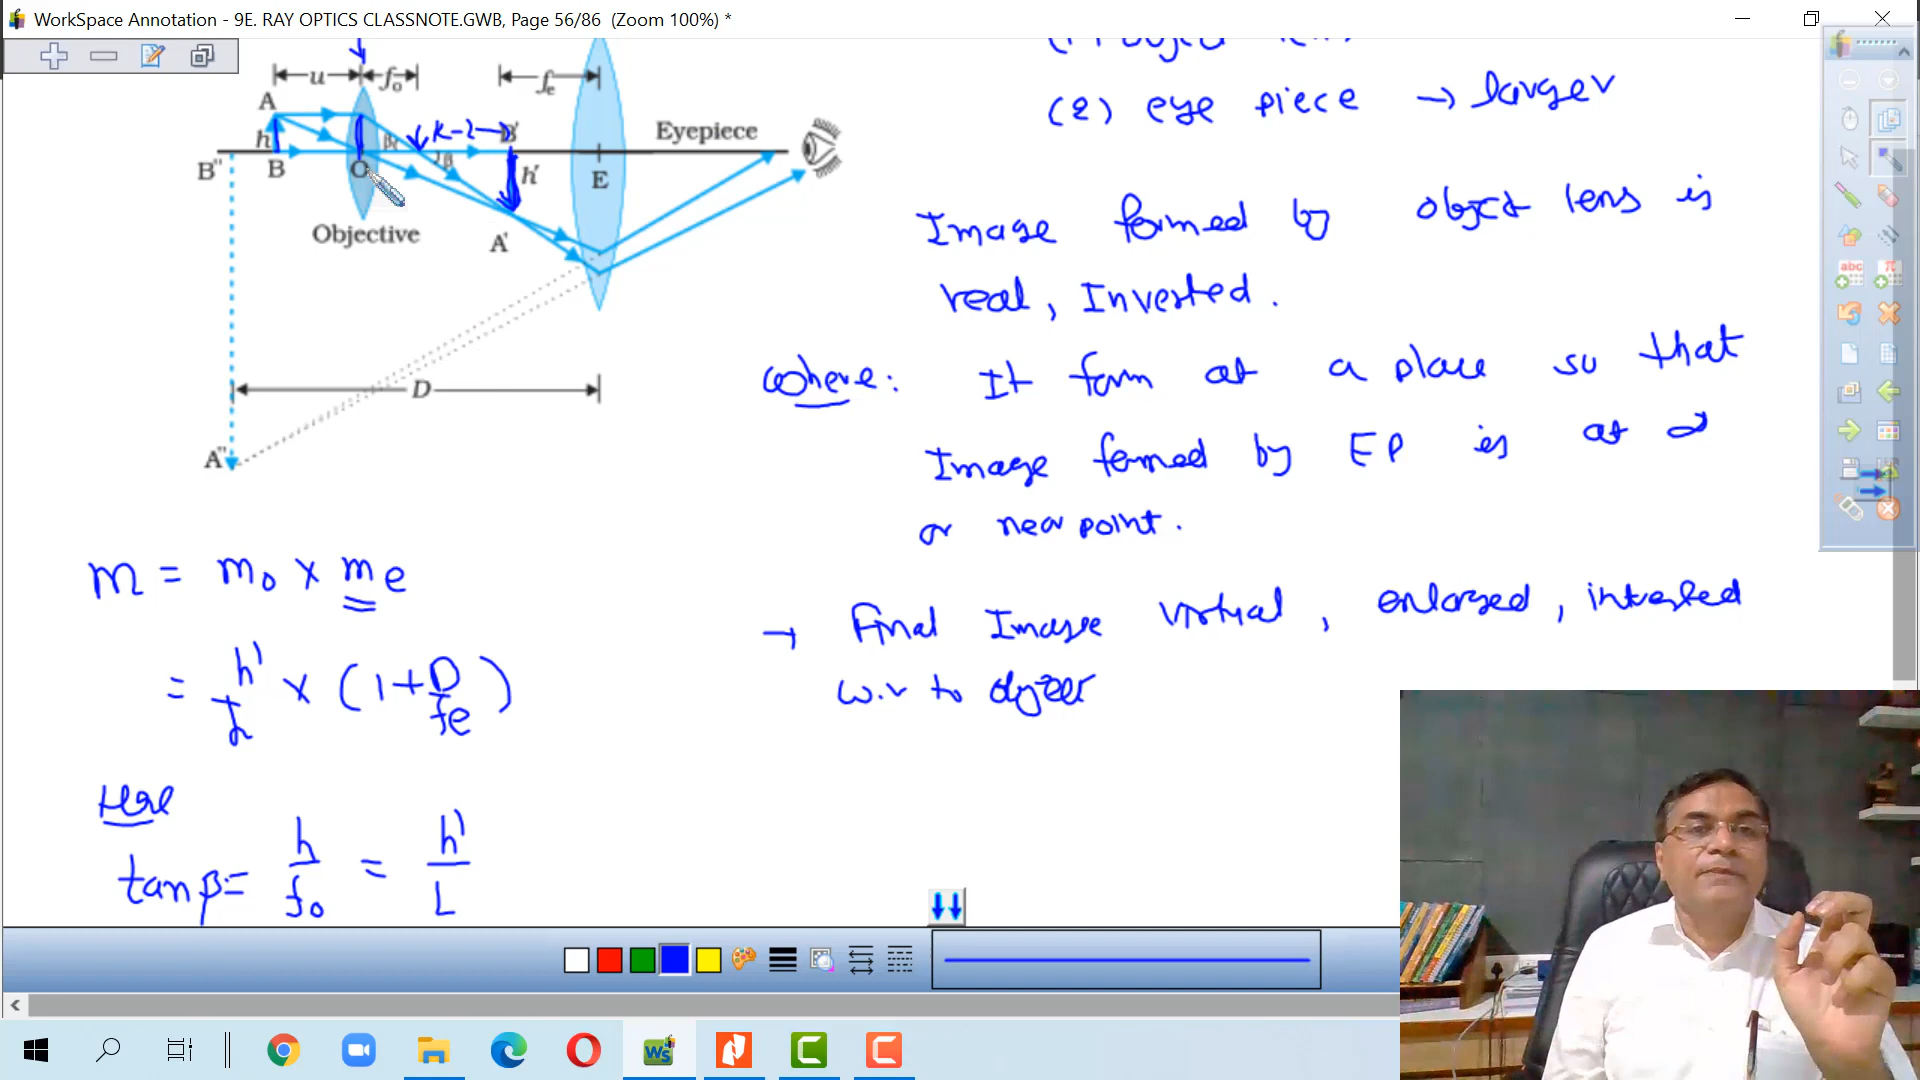 WorkSpace Annotation - 9E. RAY OPTICS CLASSNOTE.GWB, Page 56/86 (Zoom 100%) *
u fo fe
A
h
B" B O β β L B' h' E Eyepiece
Objective A'
D
A"
m = mo x me
= h'/h x (1+D/fe)
Here
tan β = h/fo = h'/L
(2) eye piece → larger
Image formed by object lens is
real, Inverted.
Where: It form at a place so that
Image formed by EP is at ∞
or near point.
→ Final Image virtual, enlarged, inverted
w.r to object
abc π
WS